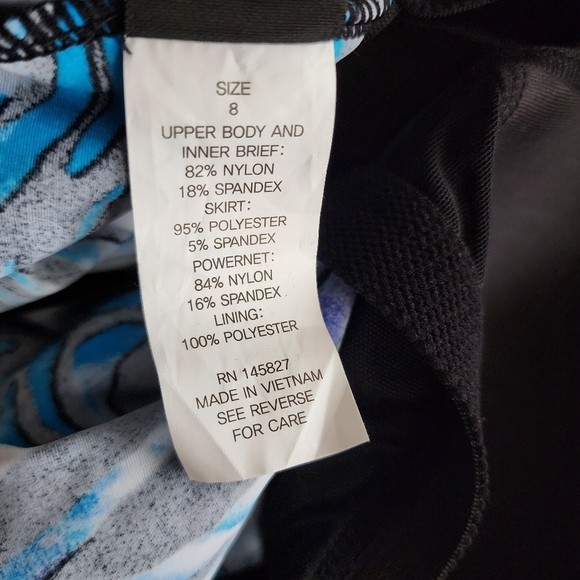 SIZE
8
UPPER BODY AND
INNER BRIEF:
82% NYLON
18% SPANDEX
SKIRT:
95% POLYESTER
5% SPANDEX
POWERNET:
84% NYLON
16% SPANDEX
LINING:
100% POLYESTER
RN 145827
MADE IN VIETNAM
SEE REVERSE
FOR CARE